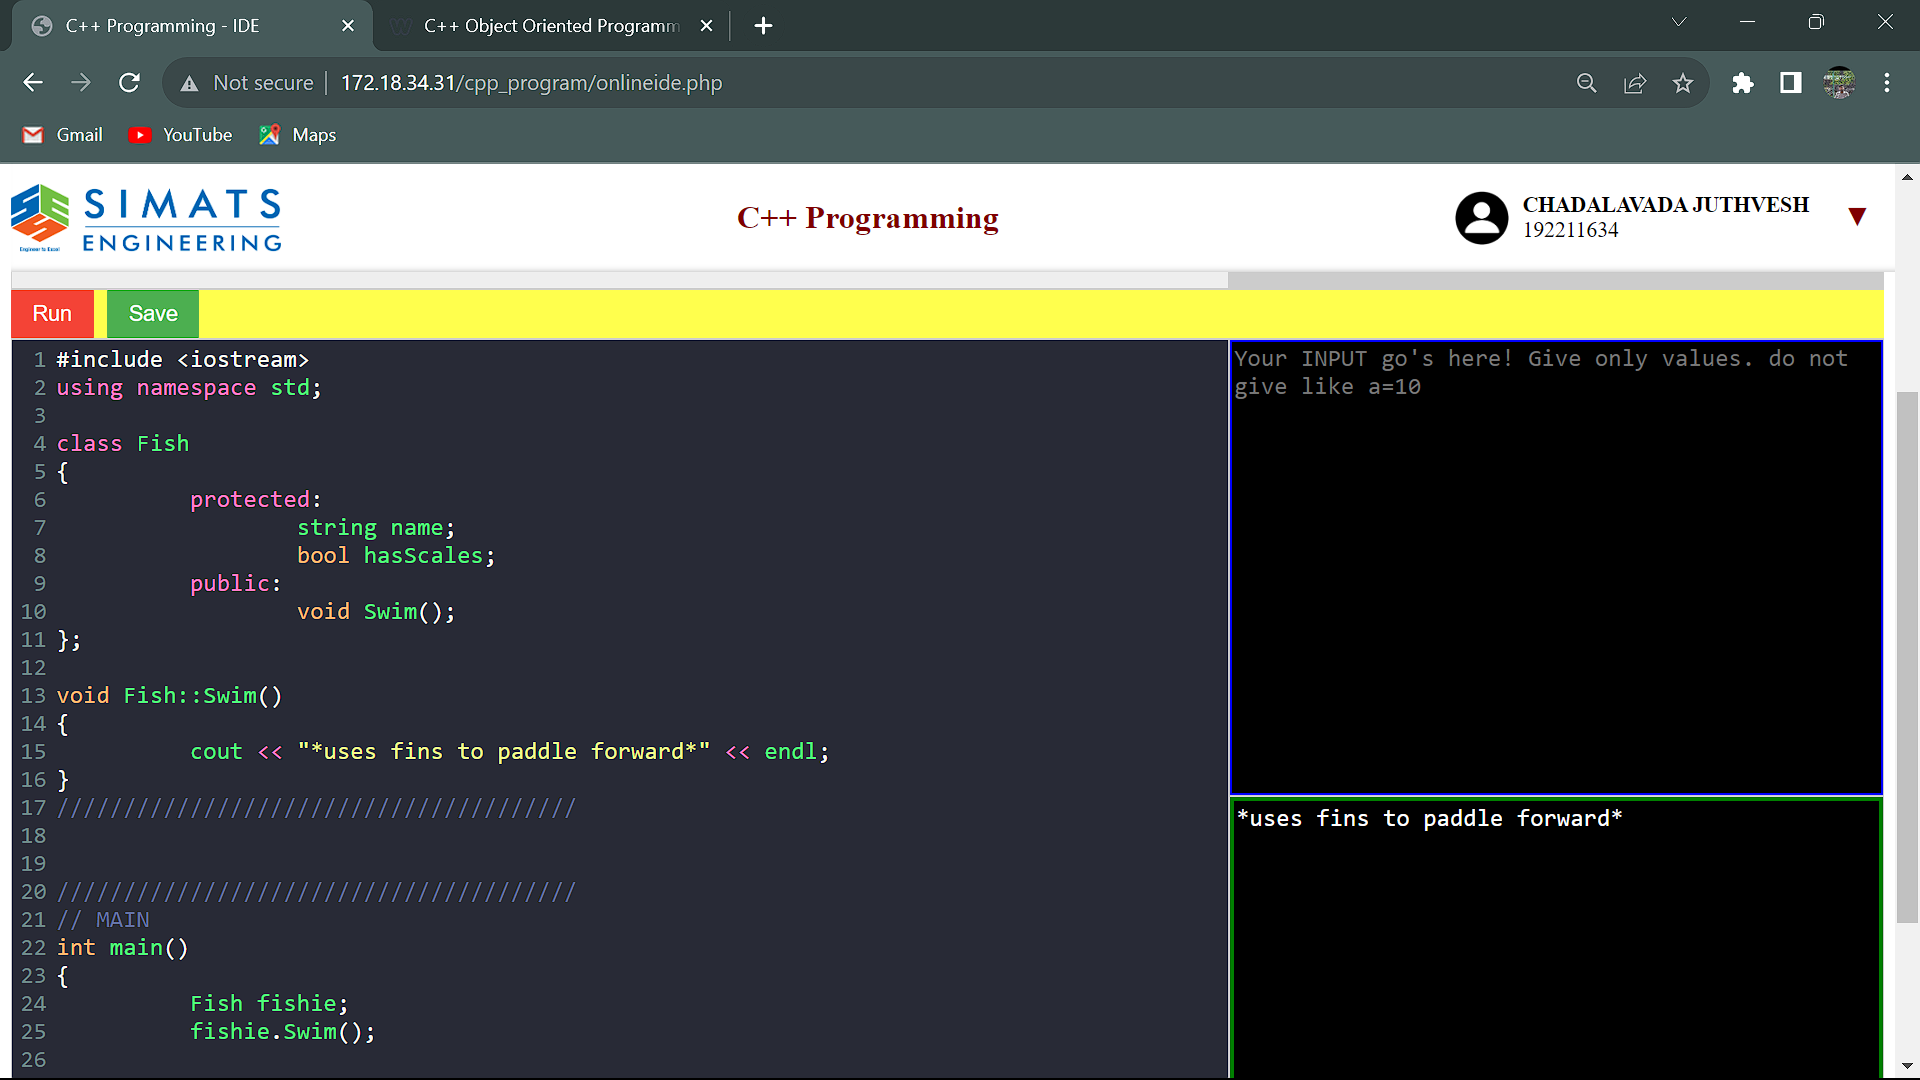 C++ Programming - IDE
C++ Object Oriented Programm
Not secure
172.18.34.31/cpp_program/onlineide.php
Gmail
YouTube
Maps
SIMATS
ENGINEERING
Engineer to Excel
C++ Programming
CHADALAVADA JUTHVESH
192211634
Run
Save
1 #include <iostream>
2 using namespace std;
3
4 class Fish
5 {
6 protected:
7 string name;
8 bool hasScales;
9 public:
10 void Swim();
11 };
12
13 void Fish::Swim()
14 {
15 cout << "*uses fins to paddle forward*" << endl;
16 }
17 ///////////////////////////////////////
18
19
20 ///////////////////////////////////////
21 // MAIN
22 int main()
23 {
24 Fish fishie;
25 fishie.Swim();
26
Your INPUT go's here! Give only values. do not
give like a=10
*uses fins to paddle forward*